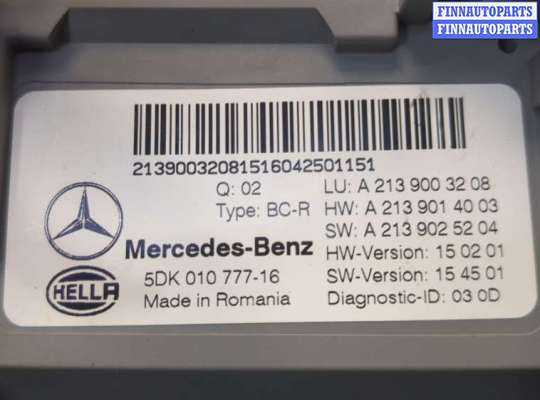 FINNAUTOPARTS
FINNAUTOPARTS
21390032081516042501151
Q: 02
LU: A 213 900 32 08
Type: BC-R
HW: A 213 901 40 03
SW: A 213 902 52 04
Mercedes-Benz
HW-Version: 15 02 01
5DK 010 777-16
SW-Version: 15 45 01
HELLA
Made in Romania
Diagnostic-ID: 03 0D